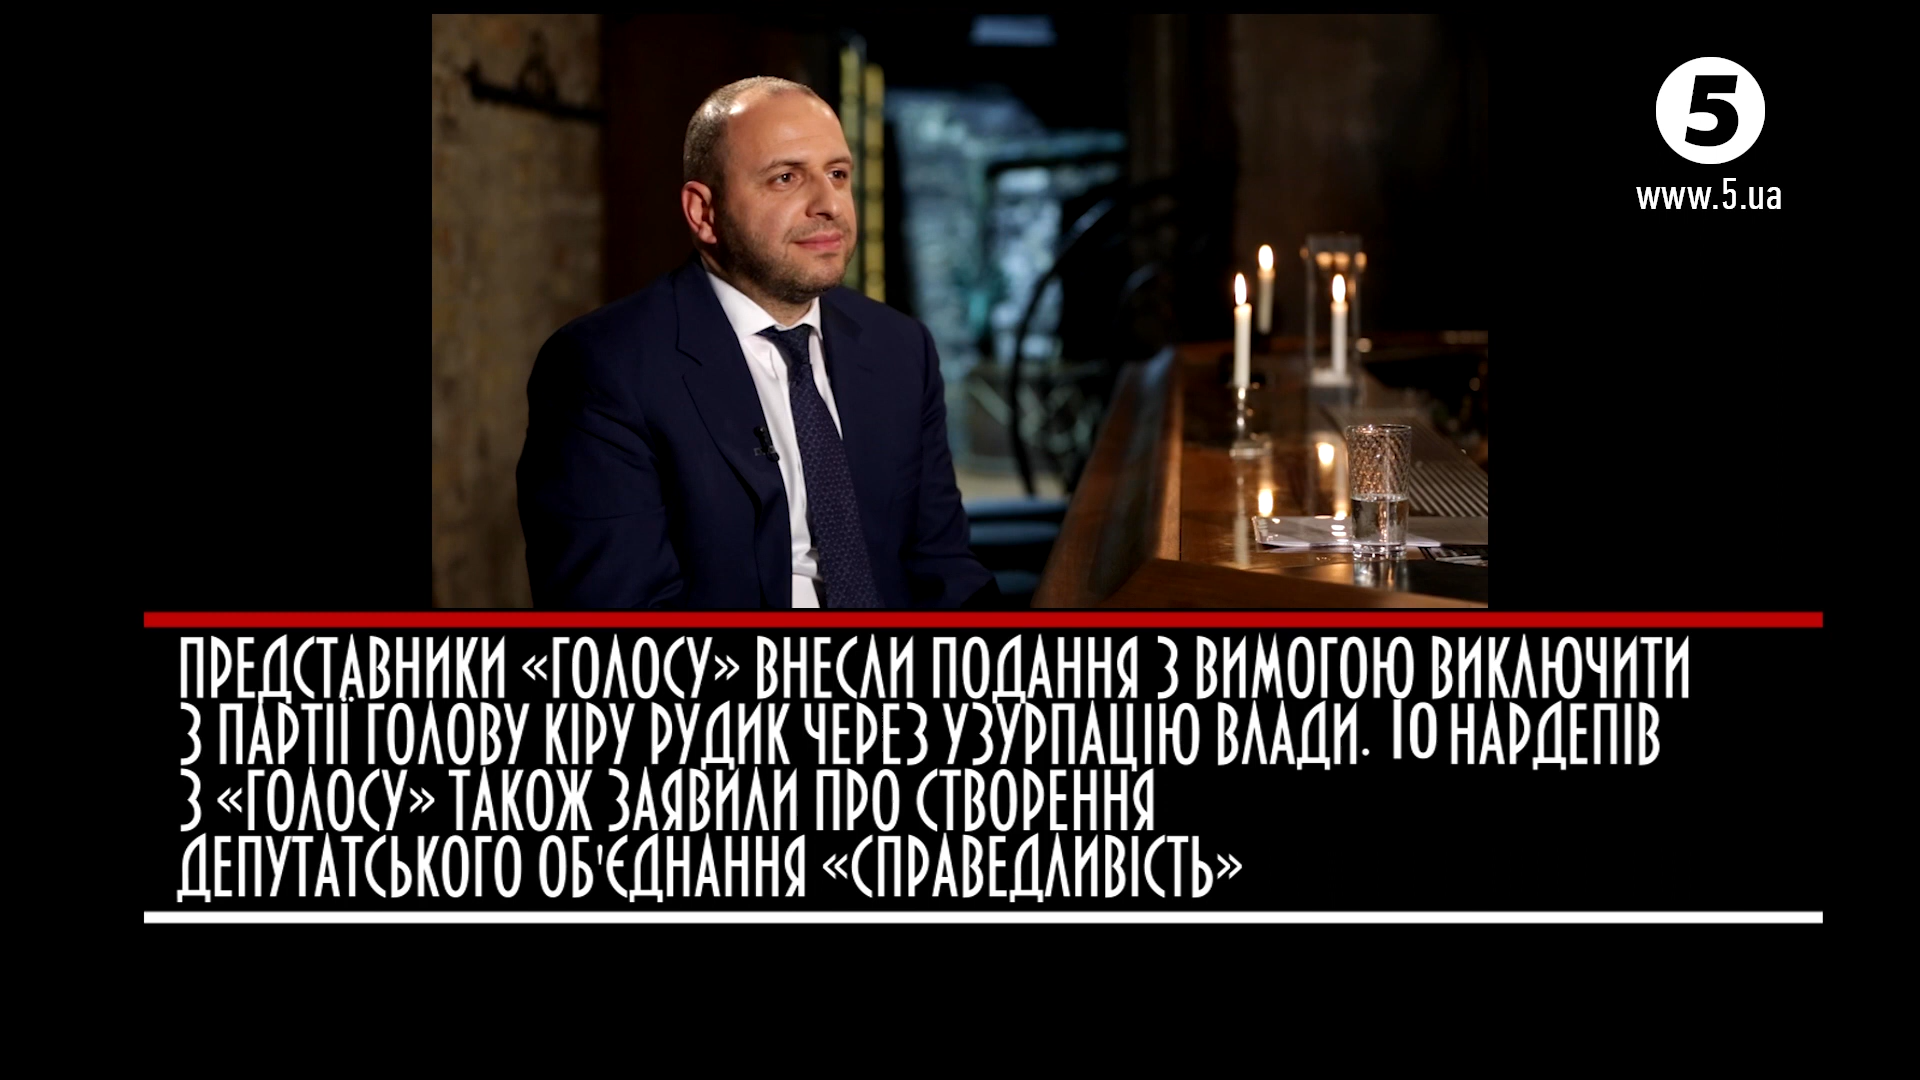 5
www.5.ua
ПРЕДСТАВНИКИ «ГОЛОСУ» ВНЕСЛИ ПОДАННЯ З ВИМОГОЮ ВИКЛЮЧИТИ
З ПАРТІЇ ГОЛОВУ КІРУ РУДИК ЧЕРЕЗ УЗУРПАЦІЮ ВЛАДИ. 10 НАРДЕПІВ
З «ГОЛОСУ» ТАКОЖ ЗАЯВИЛИ ПРО СТВОРЕННЯ
ДЕПУТАТСЬКОГО ОБ'ЄДНАННЯ «СПРАВЕДЛИВІСТЬ»